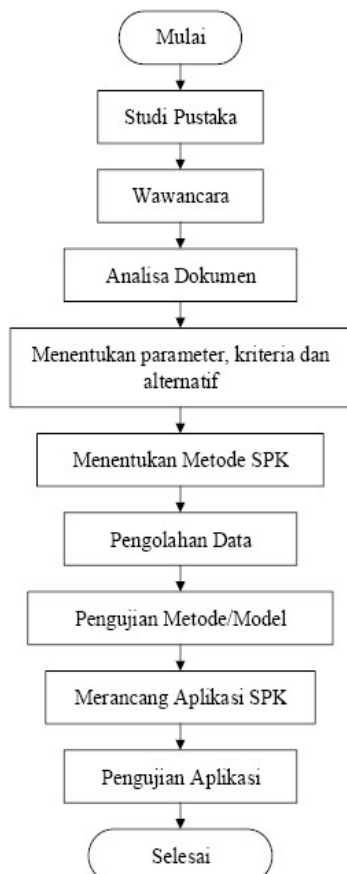 Mulai
Studi Pustaka
Wawancara
Analisa Dokumen
Menentukan parameter, kriteria dan
alternatif
Menentukan Metode SPK
Pengolahan Data
Pengujian Metode/Model
Merancang Aplikasi SPK
Pengujian Aplikasi
Selesai